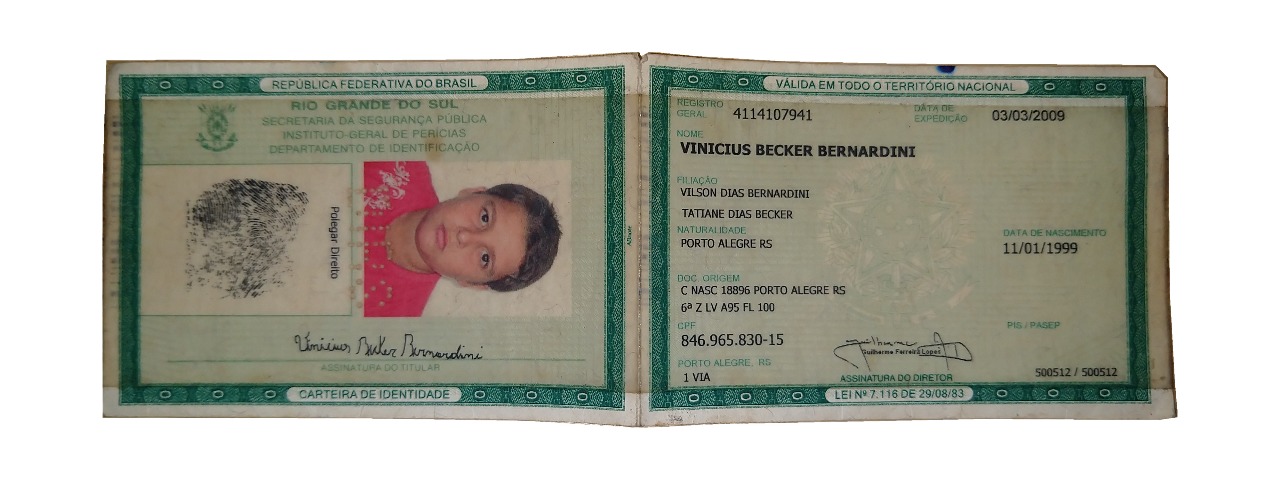 VÁLIDA EM TODO O TERRITÓRIO NACIONAL
REGISTRO GERAL 4114107941 DATA DE EXPEDIÇÃO 03/03/2009
NOME
VINICIUS BECKER BERNARDINI
FILIAÇÃO
VILSON DIAS BERNARDINI
TATIANE DIAS BECKER
NATURALIDADE DATA DE NASCIMENTO
PORTO ALEGRE RS 11/01/1999
DOC. ORIGEM
C NASC 18896 PORTO ALEGRE RS
6ª Z LV A95 FL 100
CPF PIS / PASEP
846.965.830-15
PORTO ALEGRE, RS
1 VIA 500512 / 500512
Guilherme Ferreira Lopes
ASSINATURA DO DIRETOR
LEI Nº 7.116 DE 29/08/83
REPÚBLICA FEDERATIVA DO BRASIL
RIO GRANDE DO SUL
SECRETARIA DA SEGURANÇA PÚBLICA
INSTITUTO-GERAL DE PERÍCIAS
DEPARTAMENTO DE IDENTIFICAÇÃO
Polegar Direito
Vinicius Becker Bernardini
ASSINATURA DO TITULAR
CARTEIRA DE IDENTIDADE